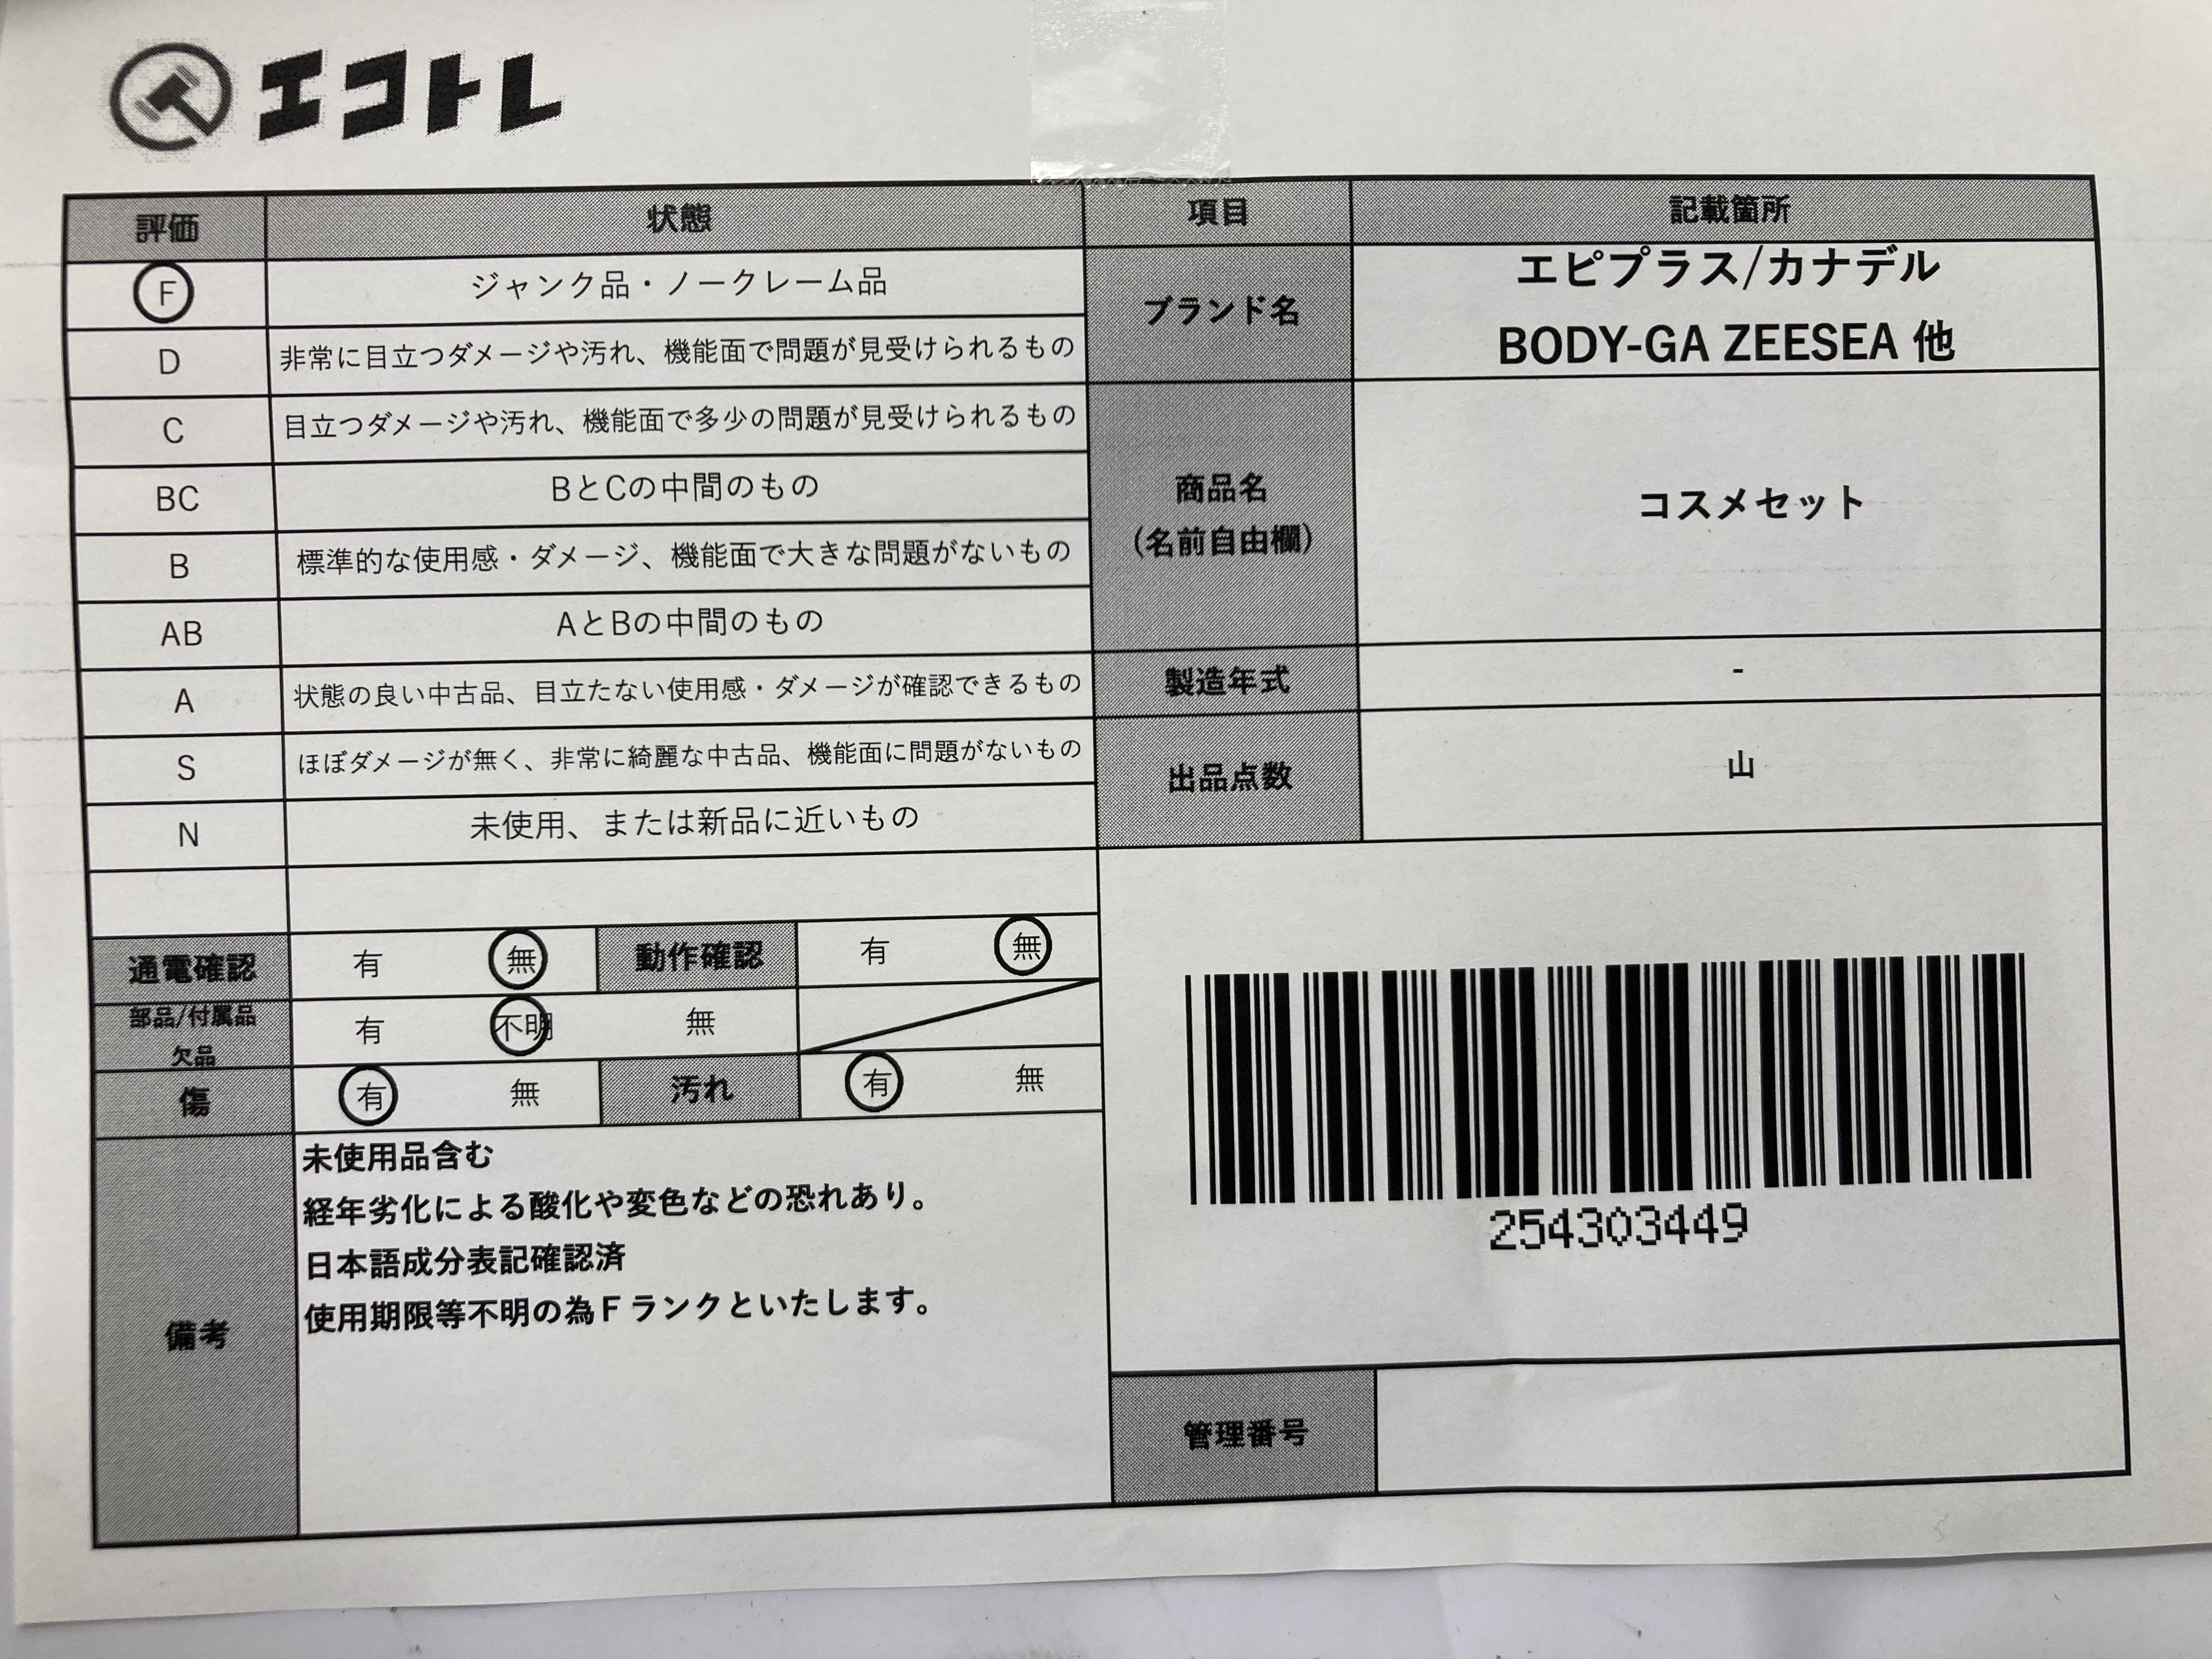 エコトレ
評価 状態
F ジャンク品・ノークレーム品
D 非常に目立つダメージや汚れ、機能面で問題が見受けられるもの
C 目立つダメージや汚れ、機能面で多少の問題が見受けられるもの
BC BとCの中間のもの
B 標準的な使用感・ダメージ、機能面で大きな問題がないもの
AB AとBの中間のもの
A 状態の良い中古品、目立たない使用感・ダメージが確認できるもの
S ほぼダメージが無く、非常に綺麗な中古品、機能面に問題がないもの
N 未使用、または新品に近いもの
通電確認 有 無 動作確認 有 無
部品/付属品 有 不明 無
欠品
傷 有 無 汚れ 有 無
備考
未使用品含む
経年劣化による酸化や変色などの恐れあり。
日本語成分表記確認済
使用期限等不明の為Fランクといたします。
項目 記載箇所
ブランド名
エピプラス/カナデル
BODY-GA ZEESEA 他
商品名
(名前自由欄)
コスメセット
製造年式 -
出品点数 山
254303449
管理番号